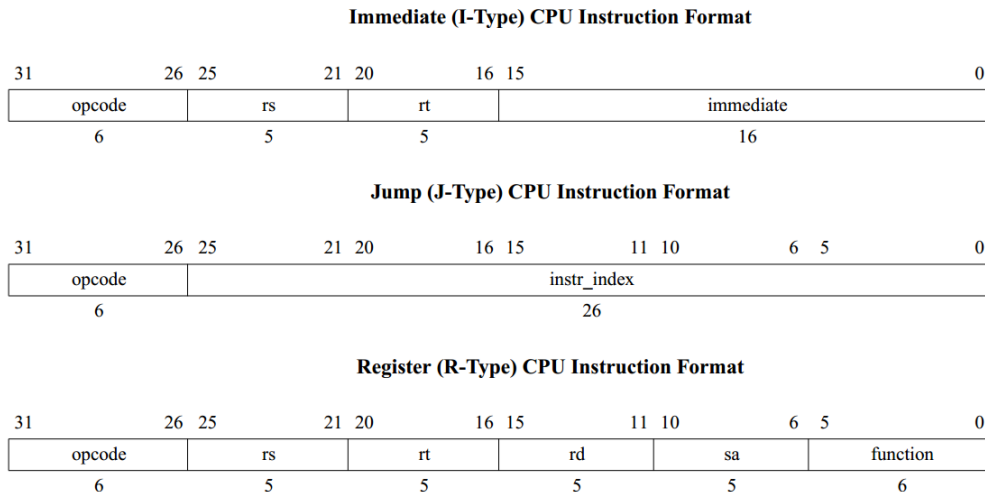 Immediate (I-Type) CPU Instruction Format
31 26 25 21 20 16 15 0
opcode rs rt immediate
6 5 5 16
Jump (J-Type) CPU Instruction Format
31 26 25 21 20 16 15 11 10 6 5 0
opcode instr_index
6 26
Register (R-Type) CPU Instruction Format
31 26 25 21 20 16 15 11 10 6 5 0
opcode rs rt rd sa function
6 5 5 5 5 6